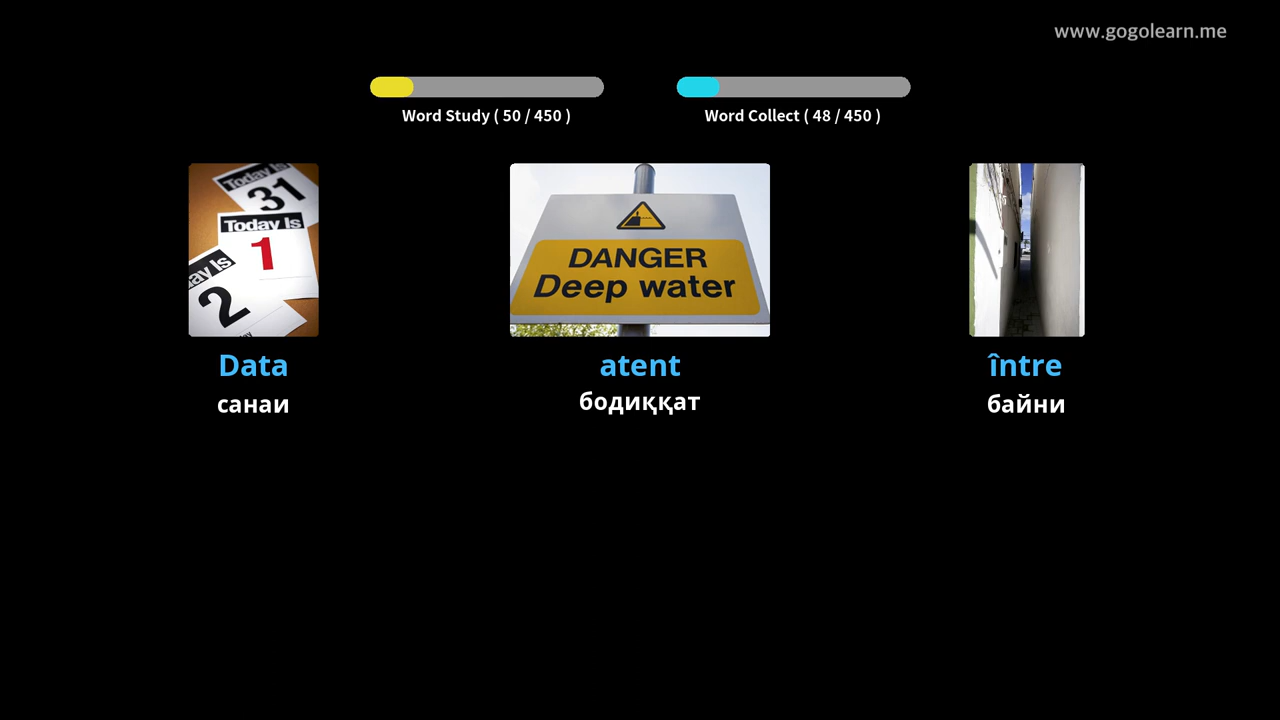 www.gogolearn.me
Word Study ( 50 / 450 )
Word Collect ( 48 / 450 )
Today Is
31
Today Is
1
ay Is
2
DANGER
Deep water
Data
atent
între
санаи
бодиққат
байни